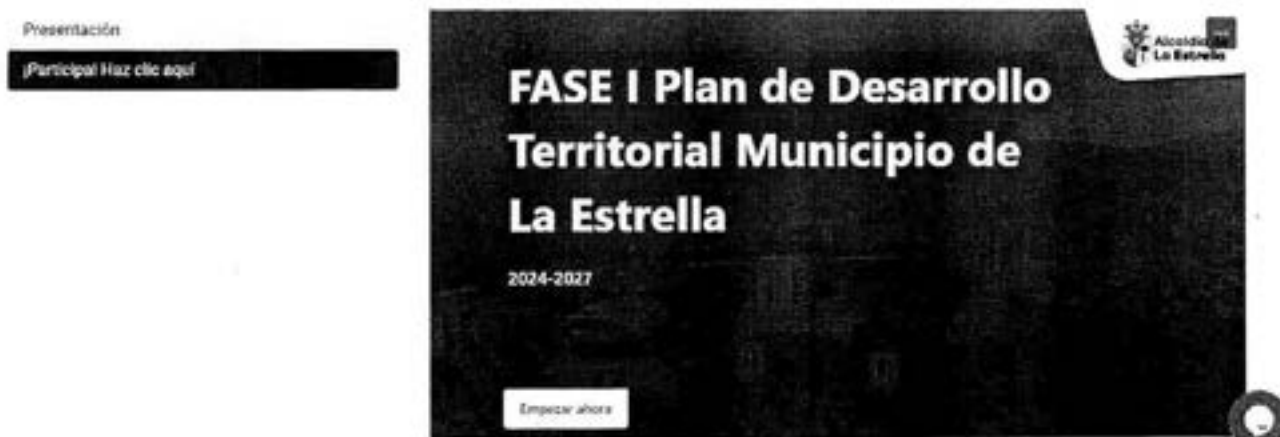 Presentación
¡Participa! Haz clic aquí
Alcaldía de
La Estrella
FASE I Plan de Desarrollo
Territorial Municipio de
La Estrella
2024-2027
Empezar ahora